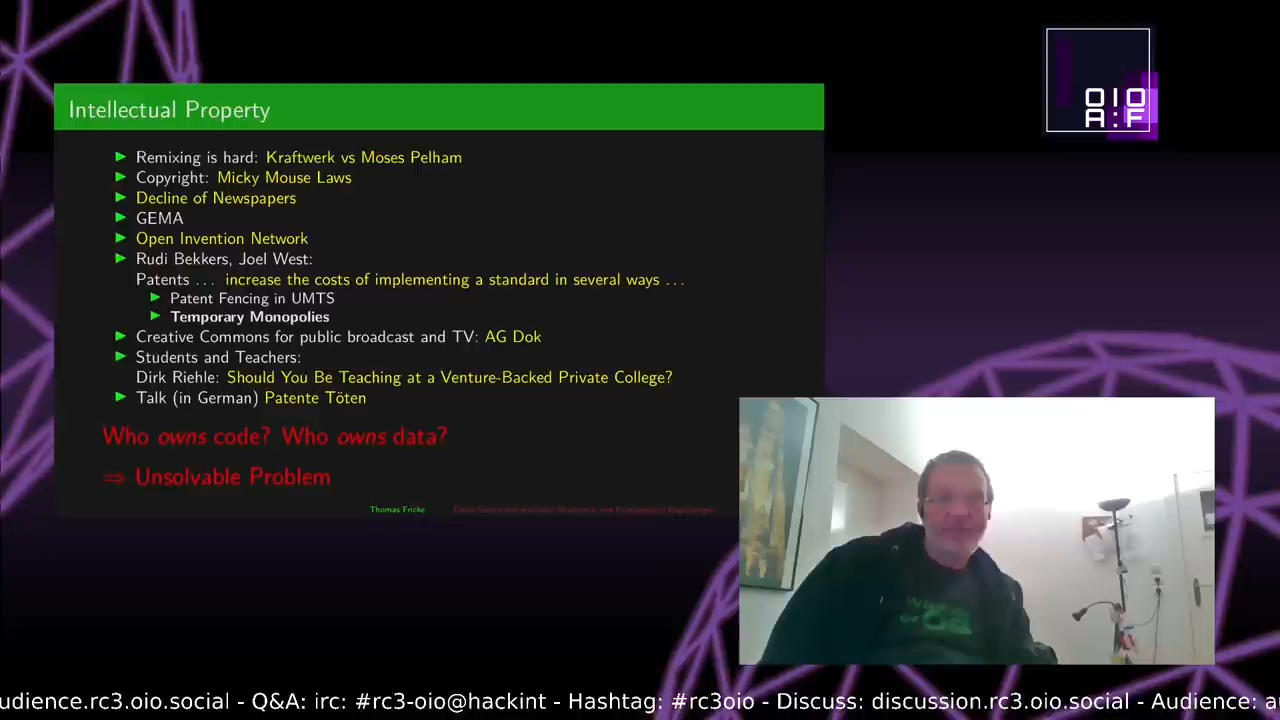 Intellectual Property
Remixing is hard: Kraftwerk vs Moses Pelham
Copyright: Micky Mouse Laws
Decline of Newspapers
GEMA
Open Invention Network
Rudi Bekkers, Joel West:
Patents ... increase the costs of implementing a standard in several ways ...
Patent Fencing in UMTS
Temporary Monopolies
Creative Commons for public broadcast and TV: AG Dok
Students and Teachers:
Dirk Riehle: Should You Be Teaching at a Venture-Backed Private College?
Talk (in German) Patente Töten
Who owns code? Who owns data?
⇒ Unsolvable Problem
Thomas Fricke
OIO
A:F
udience.rc3.oio.social - Q&A: irc: #rc3-oio@hackint - Hashtag: #rc3oio - Discuss: discussion.rc3.oio.social - Audience: a